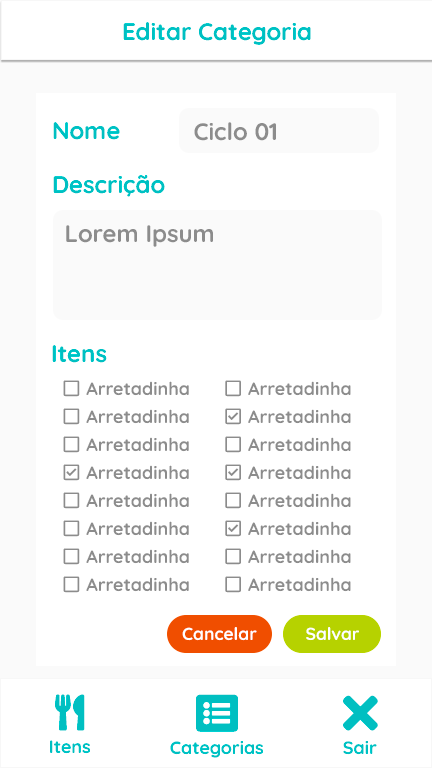 Editar Categoria
Nome
Ciclo 01
Descrição
Lorem Ipsum
Itens
Arretadinha Arretadinha
Arretadinha Arretadinha
Arretadinha Arretadinha
Arretadinha Arretadinha
Arretadinha Arretadinha
Arretadinha Arretadinha
Arretadinha Arretadinha
Arretadinha Arretadinha
Cancelar Salvar
Itens Categorias Sair